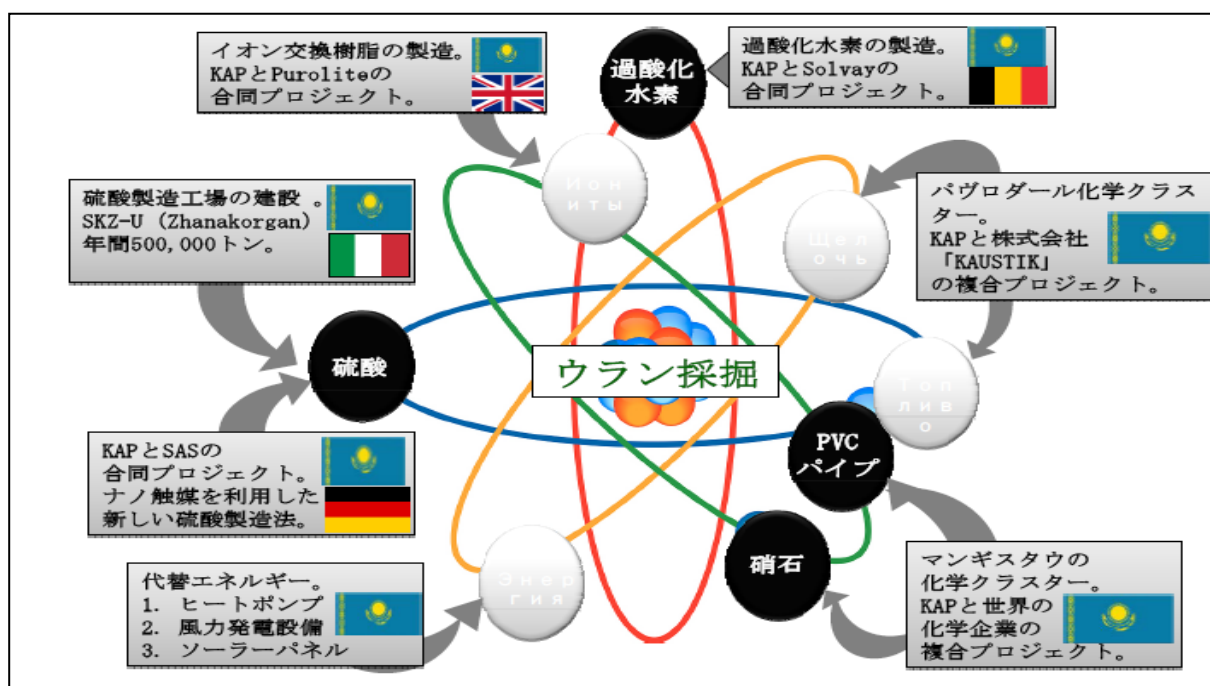 イオン交換樹脂の製造。
KAPとPuroliteの
合同プロジェクト。
過酸化
水素
過酸化水素の製造。
KAPとSolvayの
合同プロジェクト。
Ион
иты
硫酸製造工場の建設 。
SKZ-U (Zhanakorgan)
年間500,000トン。
Щел
очь
パヴロダール化学クラス
ター。
KAPと株式会社
「KAUSTIK」
の複合プロジェクト。
硫酸
ウラン採掘
Топ
лив
о
KAPとSASの
合同プロジェクト。
ナノ触媒を利用した
新しい硫酸製造法。
PVC
パイプ
代替エネルギー。
1. ヒートポンプ
2. 風力発電設備
3. ソーラーパネル
Энер
гия
硝石
マンギスタウの
化学クラスター。
KAPと世界の
化学企業の
複合プロジェクト。